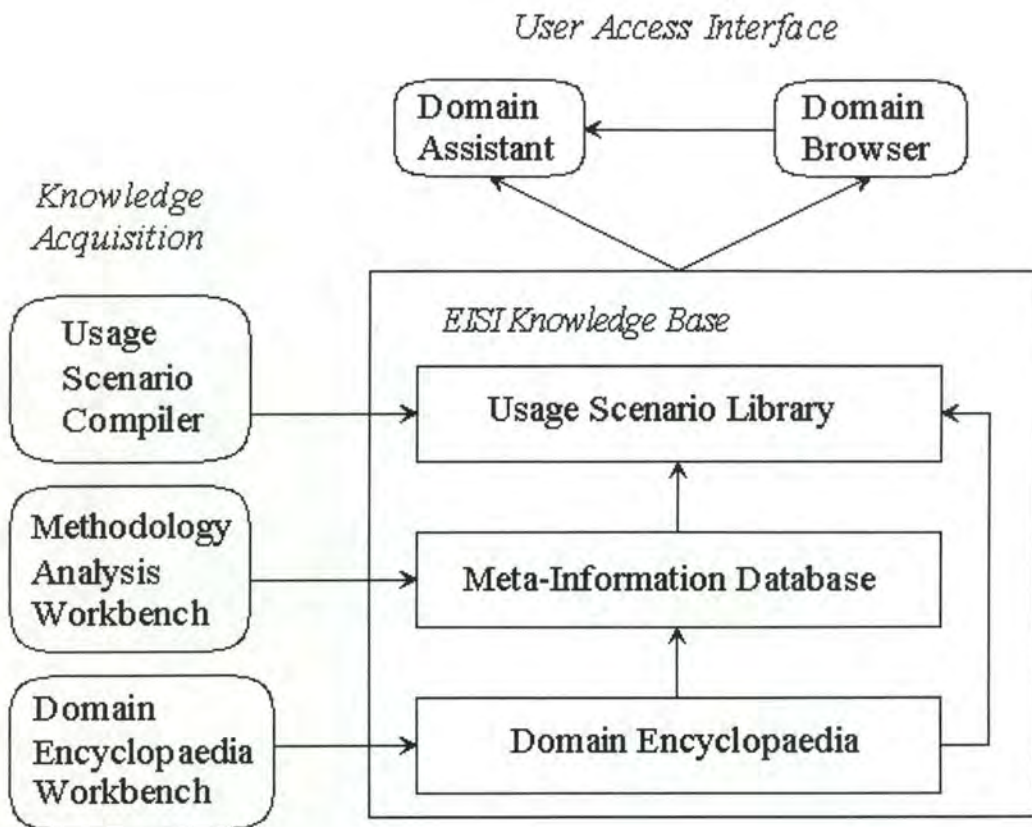 User Access Interface
Domain
Assistant
Domain
Browser
Knowledge
Acquisition
Usage
Scenario
Compiler
EISI Knowledge Base
Usage Scenario Library
Methodology
Analysis
Workbench
Meta-Information Database
Domain
Encyclopaedia
Workbench
Domain Encyclopaedia